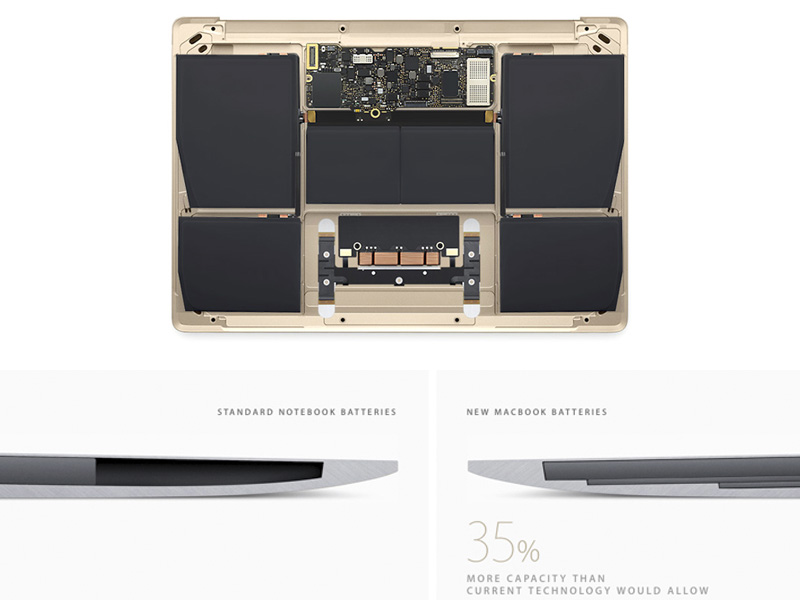 STANDARD NOTEBOOK BATTERIES
NEW MACBOOK BATTERIES
35%
MORE CAPACITY THAN
CURRENT TECHNOLOGY WOULD ALLOW